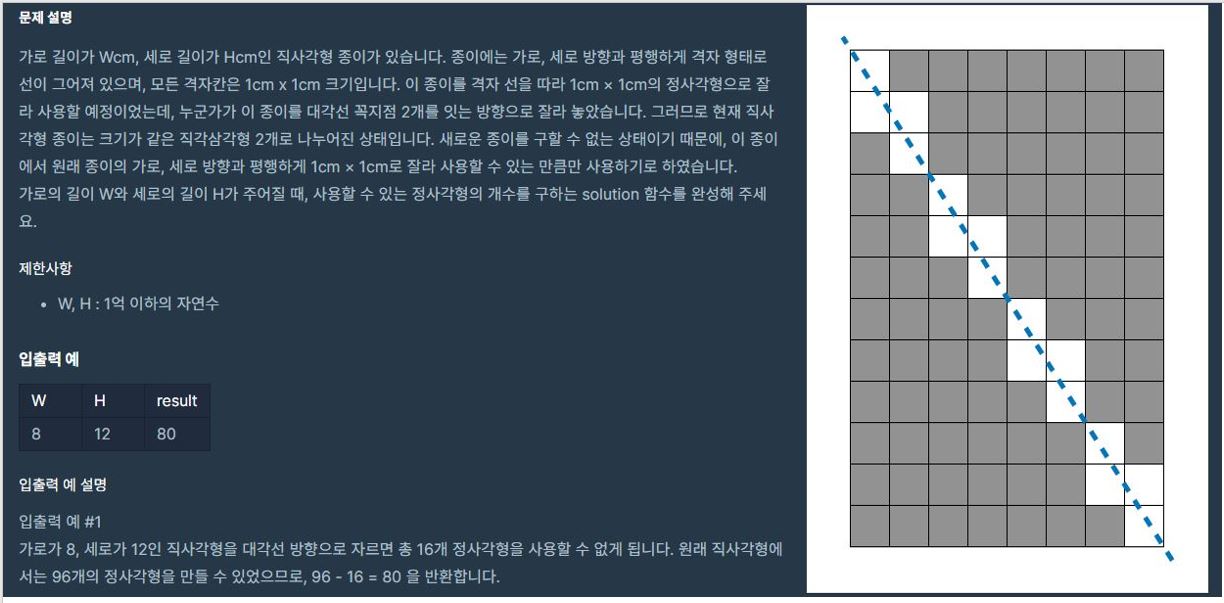 문제 설명
가로 길이가 Wcm, 세로 길이가 Hcm인 직사각형 종이가 있습니다. 종이에는 가로, 세로 방향과 평행하게 격자 형태로
선이 그어져 있으며, 모든 격자칸은 1cm x 1cm 크기입니다. 이 종이를 격자 선을 따라 1cm × 1cm의 정사각형으로 잘
라 사용할 예정이었는데, 누군가가 이 종이를 대각선 꼭지점 2개를 잇는 방향으로 잘라 놓았습니다. 그러므로 현재 직사
각형 종이는 크기가 같은 직각삼각형 2개로 나누어진 상태입니다. 새로운 종이를 구할 수 없는 상태이기 때문에, 이 종이
에서 원래 종이의 가로, 세로 방향과 평행하게 1cm × 1cm로 잘라 사용할 수 있는 만큼만 사용하기로 하였습니다.
가로의 길이 W와 세로의 길이 H가 주어질 때, 사용할 수 있는 정사각형의 개수를 구하는 solution 함수를 완성해 주세
요.
제한사항
• W, H : 1억 이하의 자연수
입출력 예
W H result
8 12 80
입출력 예 설명
입출력 예 #1
가로가 8, 세로가 12인 직사각형을 대각선 방향으로 자르면 총 16개 정사각형을 사용할 수 없게 됩니다. 원래 직사각형에
서는 96개의 정사각형을 만들 수 있었으므로, 96 - 16 = 80 을 반환합니다.